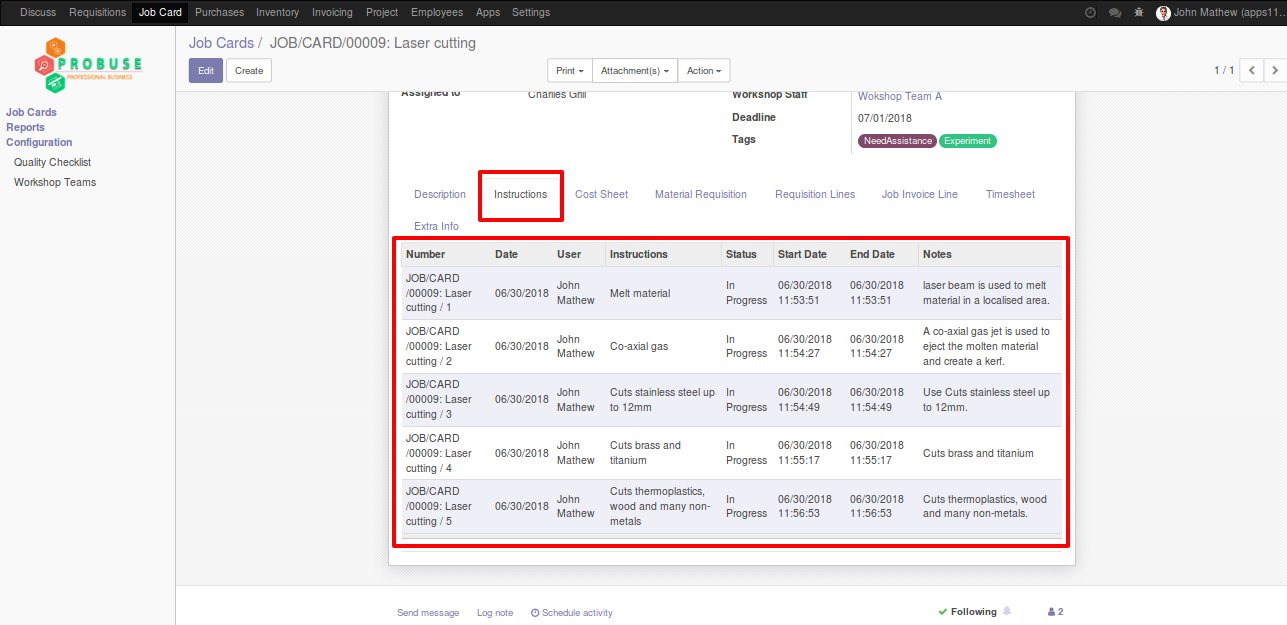 Discuss Requisitions Job Card Purchases Inventory Invoicing Project Employees Apps Settings John Mathew (apps11...
PROBUSE
PROFESSIONAL BUSINESS
Job Cards / JOB/CARD/00009: Laser cutting
Edit Create Print Attachment(s) Action 1 / 1
Job Cards
Reports
Configuration
Quality Checklist
Workshop Teams
Assigned to Charlies Grill Workshop Staff Wokshop Team A
Deadline 07/01/2018
Tags NeedAssistance Experiment
Description Instructions Cost Sheet Material Requisition Requisition Lines Job Invoice Line Timesheet
Extra Info
Number Date User Instructions Status Start Date End Date Notes
JOB/CARD
/00009: Laser
cutting / 1
06/30/2018
John
Mathew
Melt material
In
Progress
06/30/2018
11:53:51
06/30/2018
11:53:51
laser beam is used to melt
material in a localised area.
JOB/CARD
/00009: Laser
cutting / 2
06/30/2018
John
Mathew
Co-axial gas
In
Progress
06/30/2018
11:54:27
06/30/2018
11:54:27
A co-axial gas jet is used to
eject the molten material
and create a kerf.
JOB/CARD
/00009: Laser
cutting / 3
06/30/2018
John
Mathew
Cuts stainless steel up
to 12mm
In
Progress
06/30/2018
11:54:49
06/30/2018
11:54:49
Use Cuts stainless steel up
to 12mm.
JOB/CARD
/00009: Laser
cutting / 4
06/30/2018
John
Mathew
Cuts brass and
titanium
In
Progress
06/30/2018
11:55:17
06/30/2018
11:55:17
Cuts brass and titanium
JOB/CARD
/00009: Laser
cutting / 5
06/30/2018
John
Mathew
Cuts thermoplastics,
wood and many non-
metals
In
Progress
06/30/2018
11:56:53
06/30/2018
11:56:53
Cuts thermoplastics, wood
and many non-metals.
Send message Log note Schedule activity Following 2